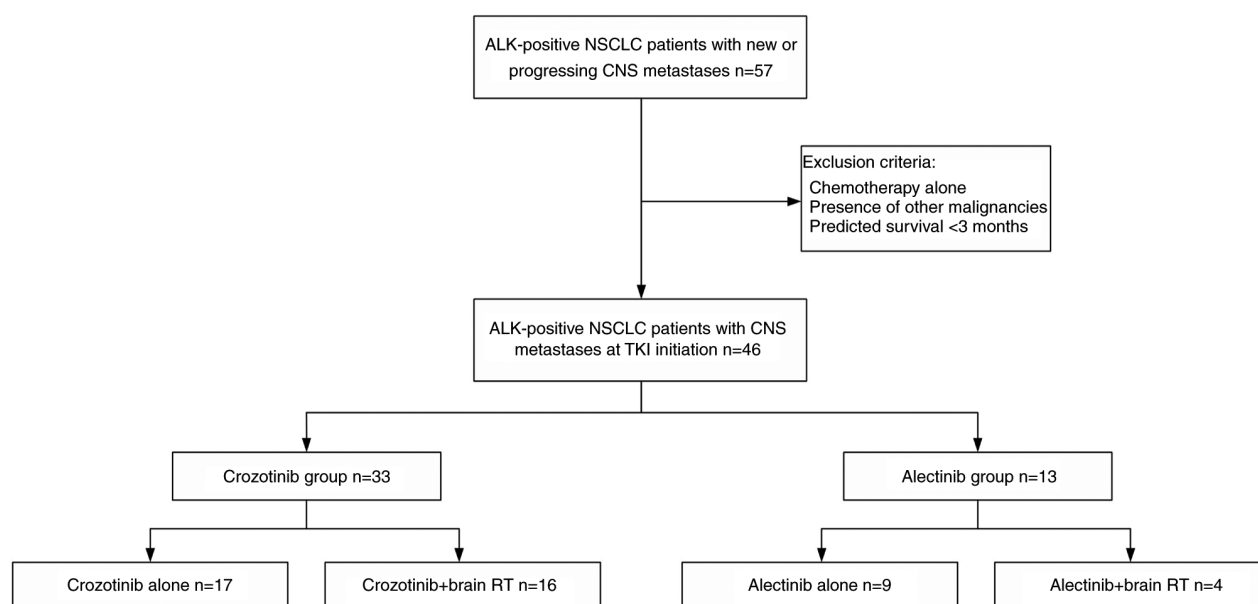 ALK-positive NSCLC patients with new or
progressing CNS metastases n=57
Exclusion criteria:
Chemotherapy alone
Presence of other malignancies
Predicted survival <3 months
ALK-positive NSCLC patients with CNS
metastases at TKI initiation n=46
Crozotinib group n=33
Alectinib group n=13
Crozotinib alone n=17
Crozotinib+brain RT n=16
Alectinib alone n=9
Alectinib+brain RT n=4